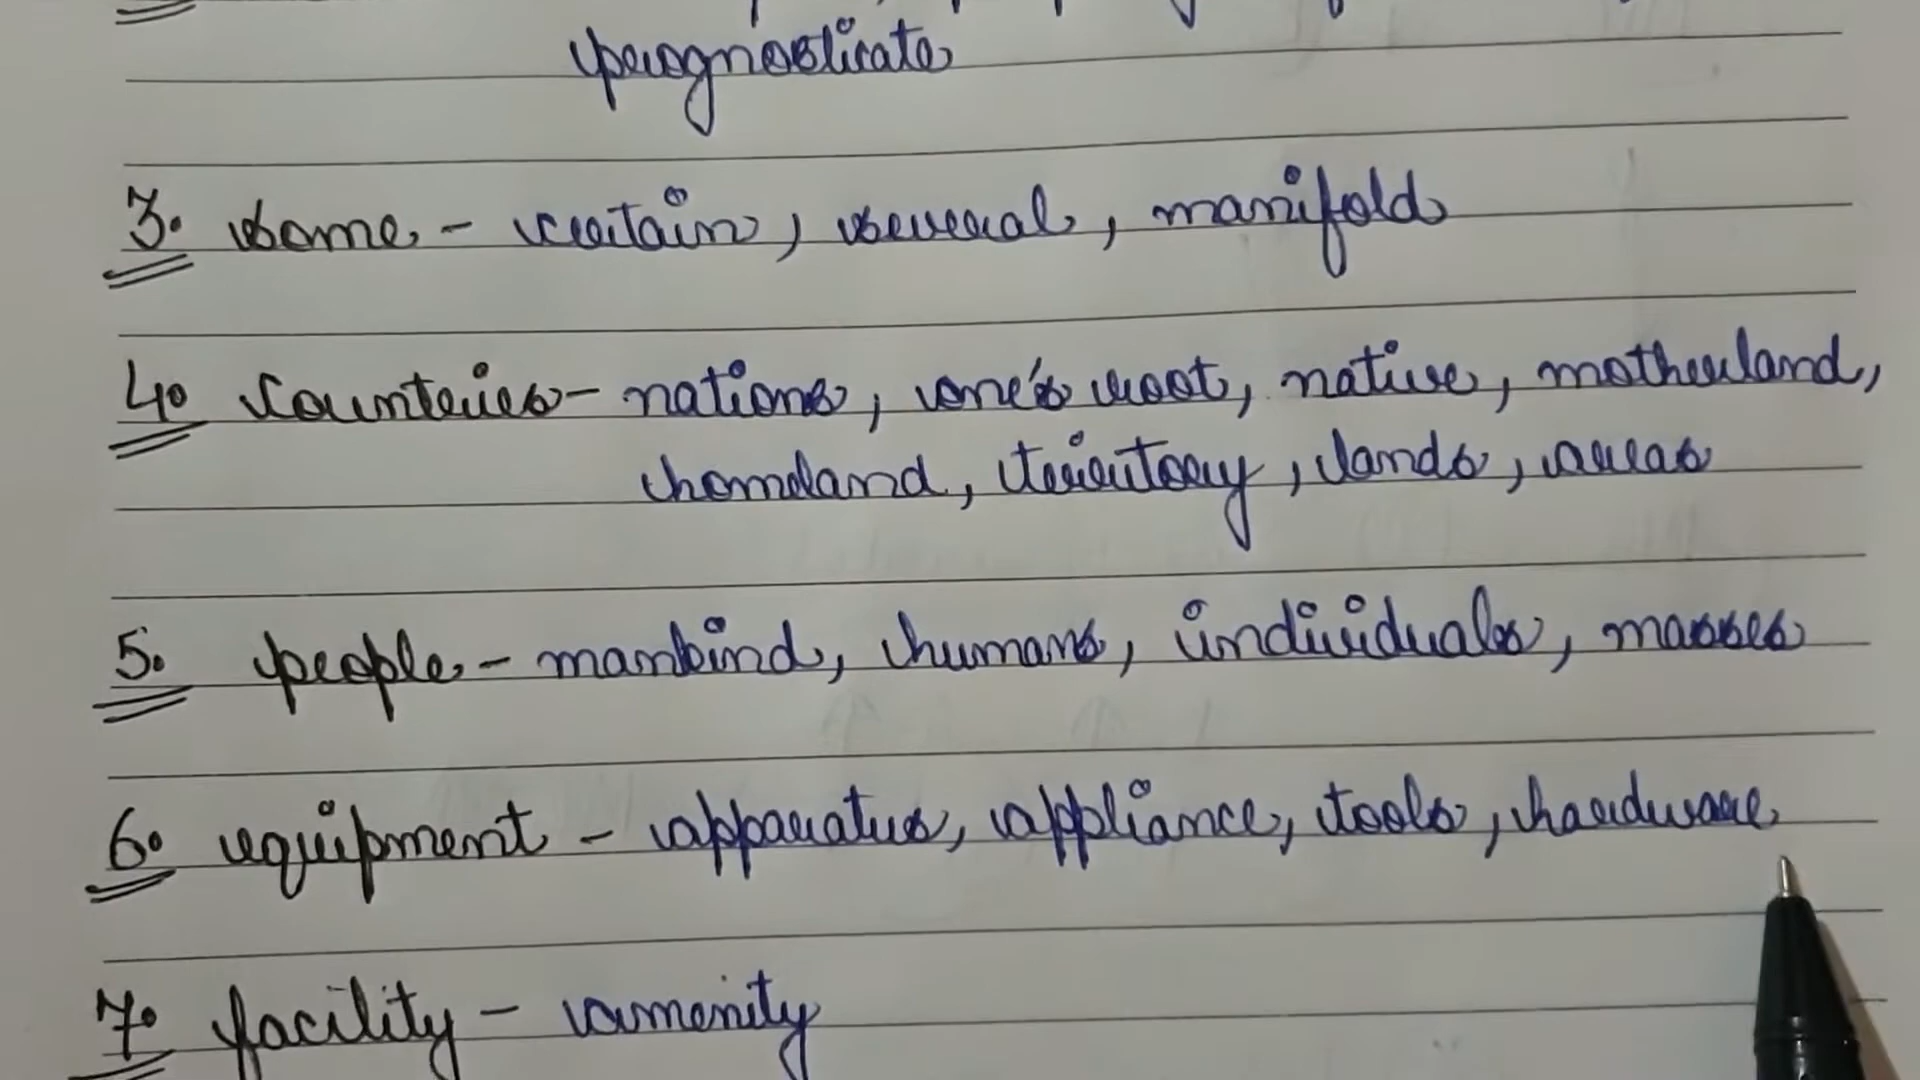 prognosticate
3. some - certain, several, manifold
4. Countries - nations, one's root, native, motherland,
homeland, territory, lands, areas
5. people - mankind, humans, individuals, masses
6. equipment - apparatus, appliance, tools, hardware
7. facility - amenity